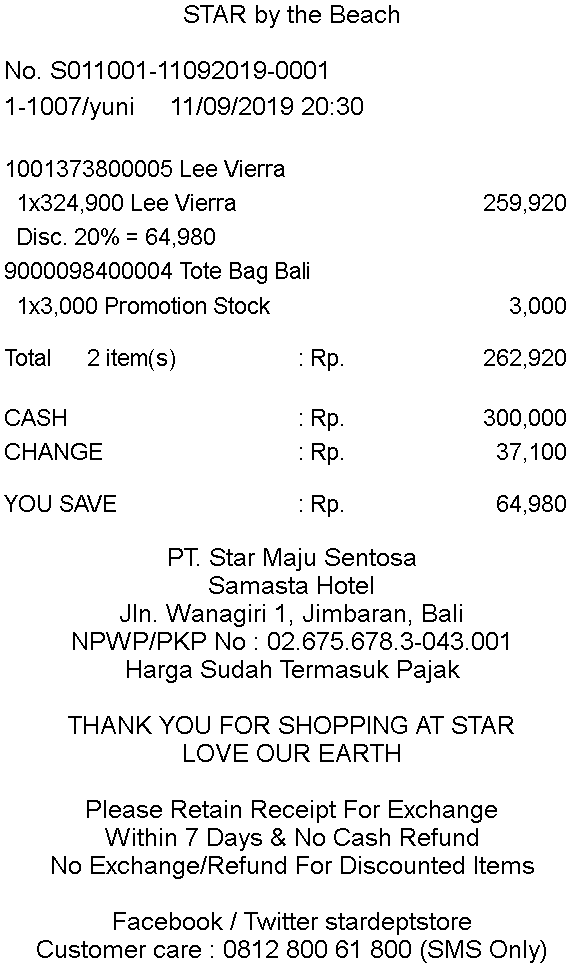 STAR by the Beach
No. S011001-11092019-0001
1-1007/yuni 11/09/2019 20:30
1001373800005 Lee Vierra
1x324,900 Lee Vierra 259,920
Disc. 20% = 64,980
9000098400004 Tote Bag Bali
1x3,000 Promotion Stock 3,000
Total 2 item(s) : Rp. 262,920
CASH : Rp. 300,000
CHANGE : Rp. 37,100
YOU SAVE : Rp. 64,980
PT. Star Maju Sentosa
Samasta Hotel
Jln. Wanagiri 1, Jimbaran, Bali
NPWP/PKP No : 02.675.678.3-043.001
Harga Sudah Termasuk Pajak
THANK YOU FOR SHOPPING AT STAR
LOVE OUR EARTH
Please Retain Receipt For Exchange
Within 7 Days & No Cash Refund
No Exchange/Refund For Discounted Items
Facebook / Twitter stardeptstore
Customer care : 0812 800 61 800 (SMS Only)